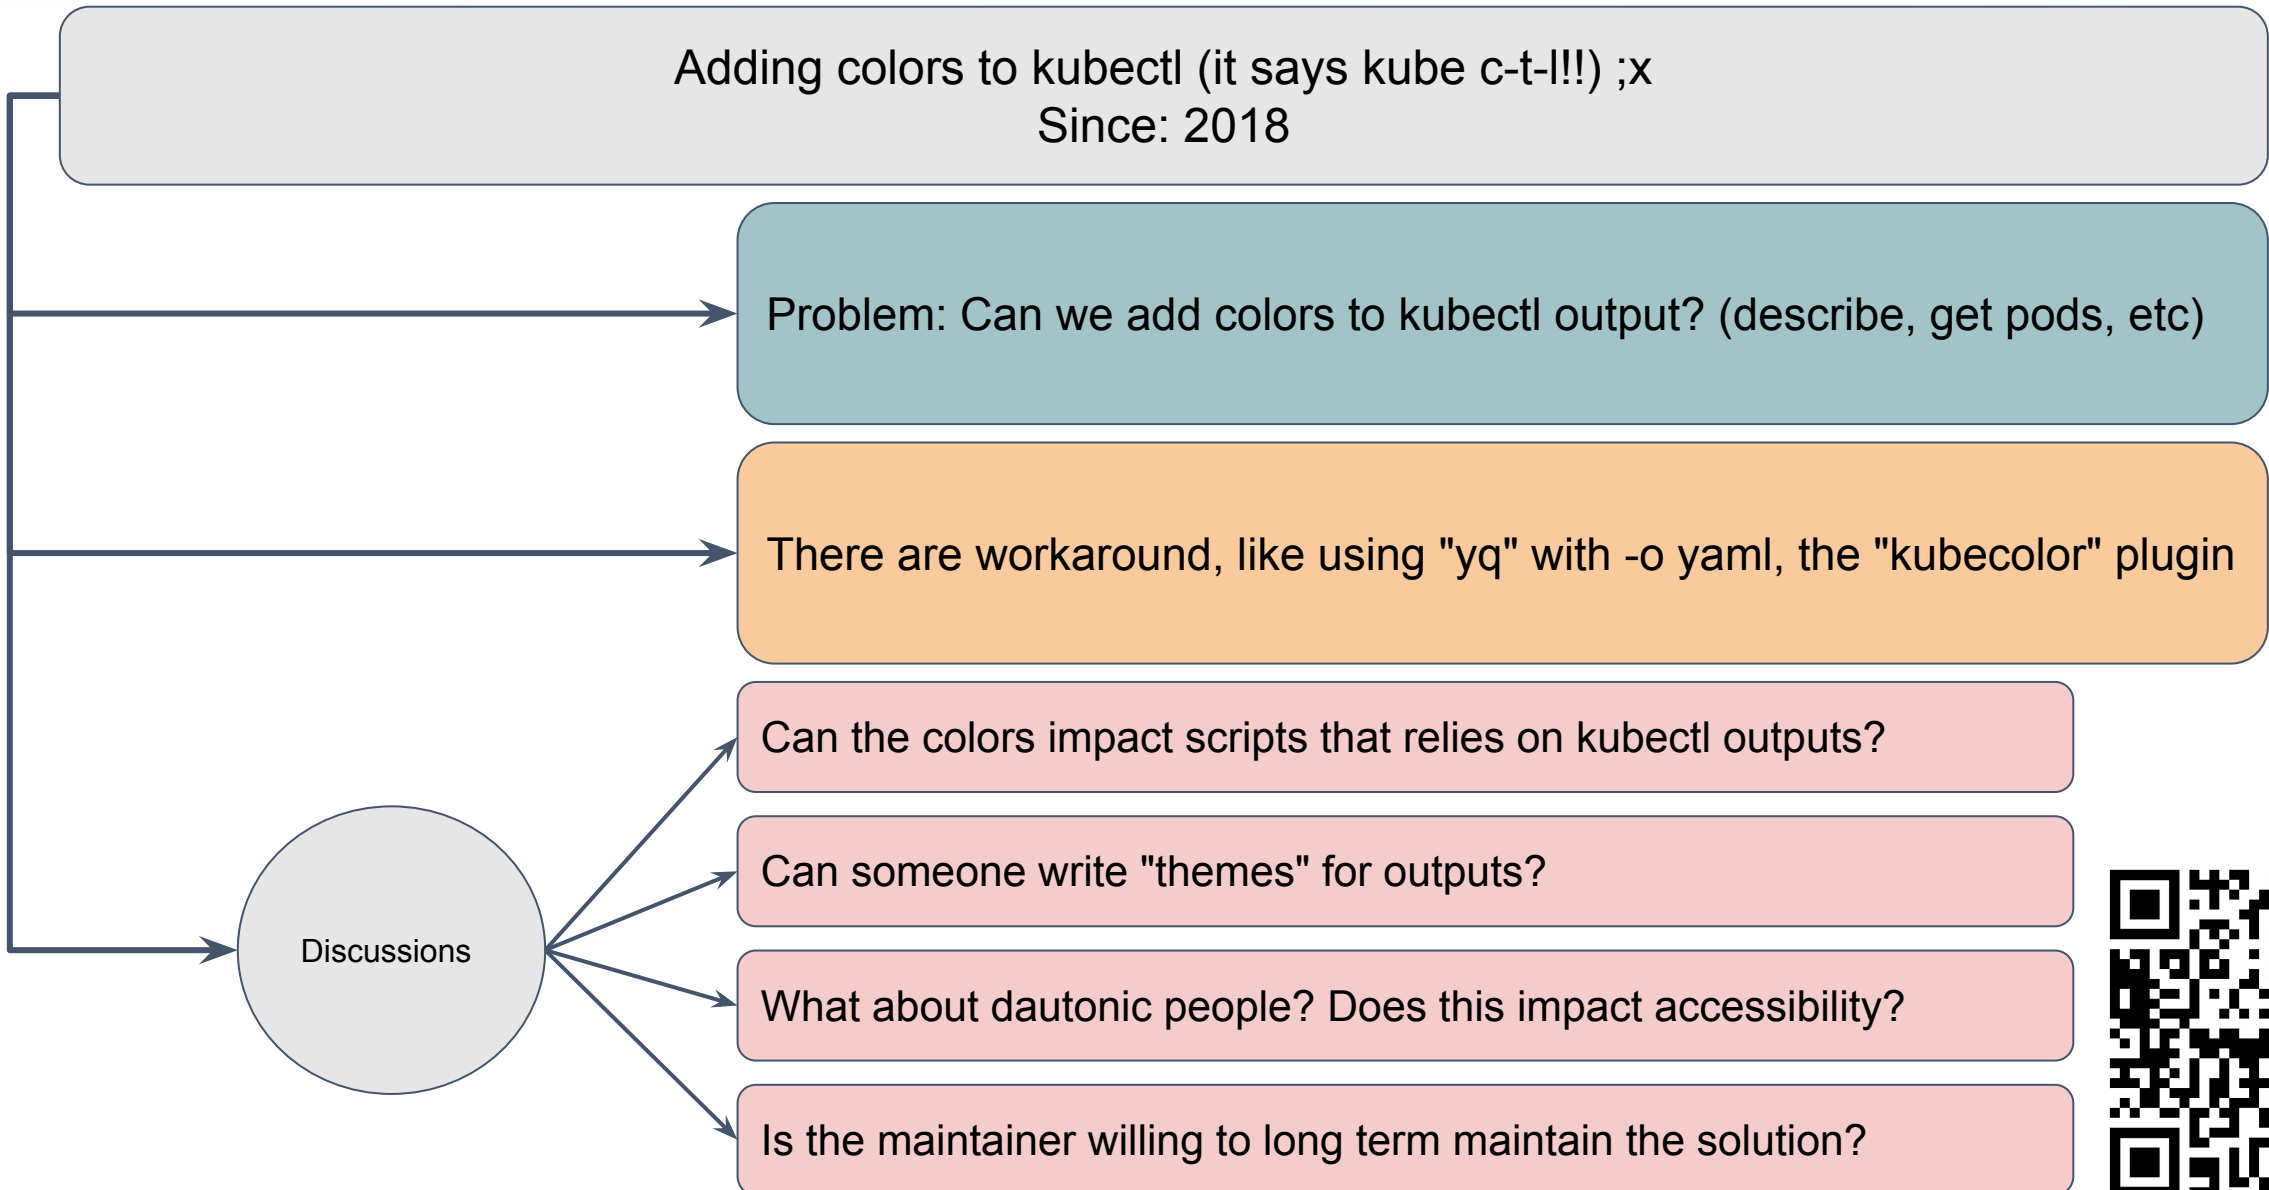 Adding colors to kubectl (it says kube c-t-l!!) ;x
Since: 2018
Problem: Can we add colors to kubectl output? (describe, get pods, etc)
There are workaround, like using "yq" with -o yaml, the "kubecolor" plugin
Discussions
Can the colors impact scripts that relies on kubectl outputs?
Can someone write "themes" for outputs?
What about dautonic people? Does this impact accessibility?
Is the maintainer willing to long term maintain the solution?